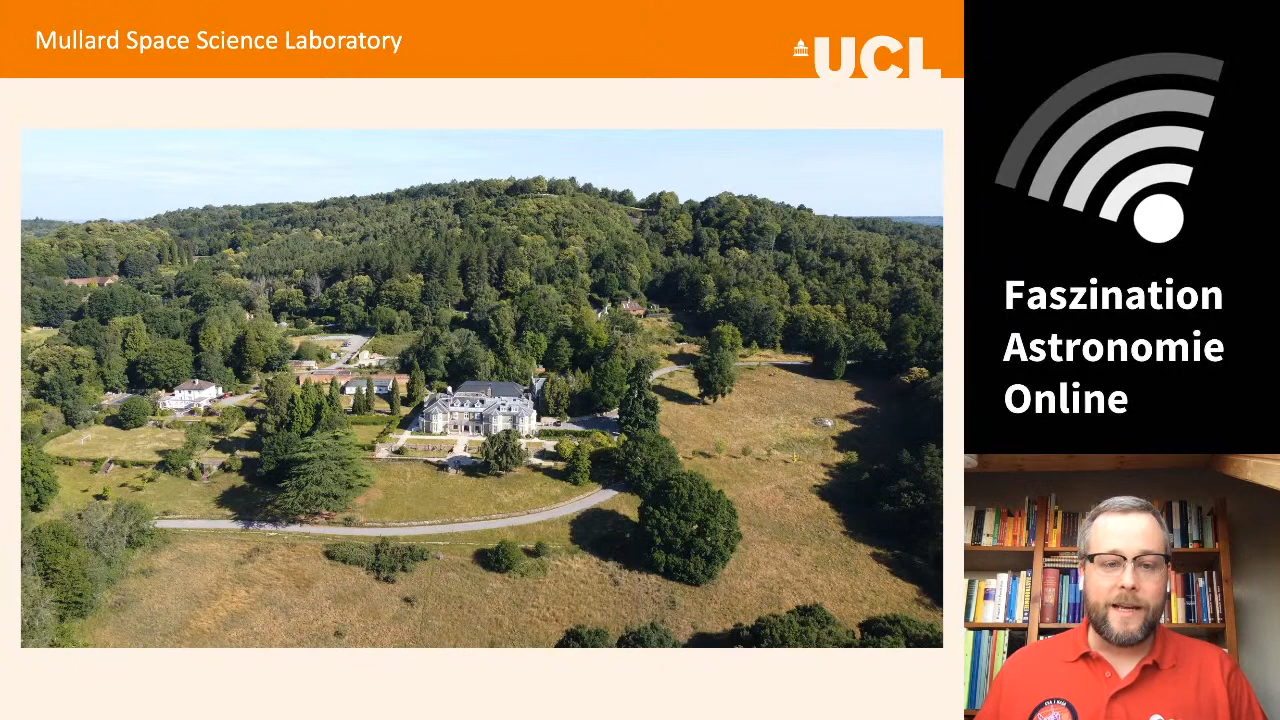 Mullard Space Science Laboratory
UCL
Faszination
Astronomie
Online